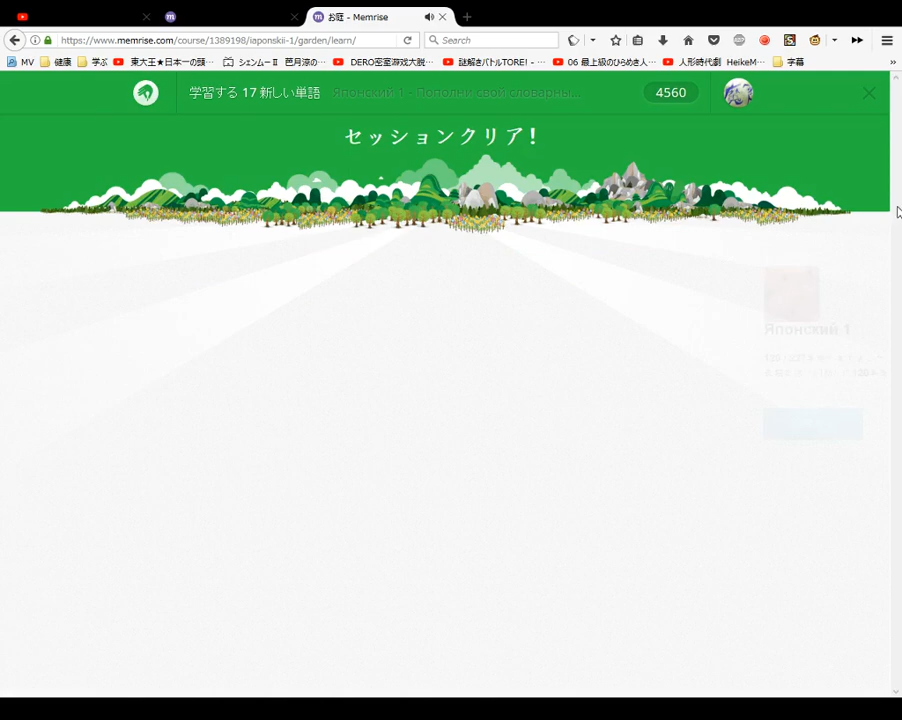 お庭 - Memrise
https://www.memrise.com/course/1389198/iaponskii-1/garden/learn/
Search
MV 健康 学ぶ 東大王★日本一の頭… シェンムーⅡ 芭月涼の… DERO密室游戏大脱… 謎解きバトルTORE! - … 06 最上級のひらめき人… 人形時代劇 HeikeM… 字幕
学習する 17 新しい単語 Японский 1 - Пополни свой словарны… 4560
セッションクリア!
Японский 1